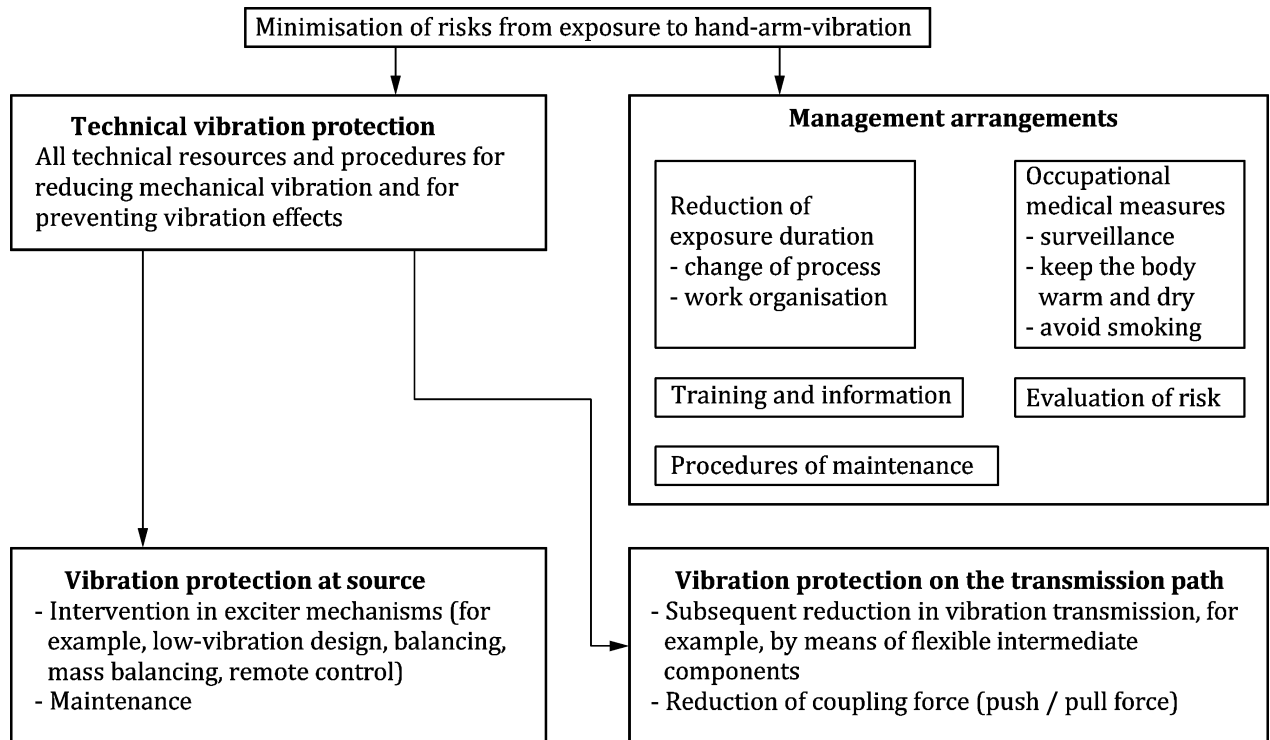 Minimisation of risks from exposure to hand-arm-vibration
Technical vibration protection
All technical resources and procedures for
reducing mechanical vibration and for
preventing vibration effects
Management arrangements
Reduction of
exposure duration
- change of process
- work organisation
Occupational
medical measures
- surveillance
- keep the body
warm and dry
- avoid smoking
Training and information
Evaluation of risk
Procedures of maintenance
Vibration protection at source
- Intervention in exciter mechanisms (for
example, low-vibration design, balancing,
mass balancing, remote control)
- Maintenance
Vibration protection on the transmission path
- Subsequent reduction in vibration transmission, for
example, by means of flexible intermediate
components
- Reduction of coupling force (push / pull force)